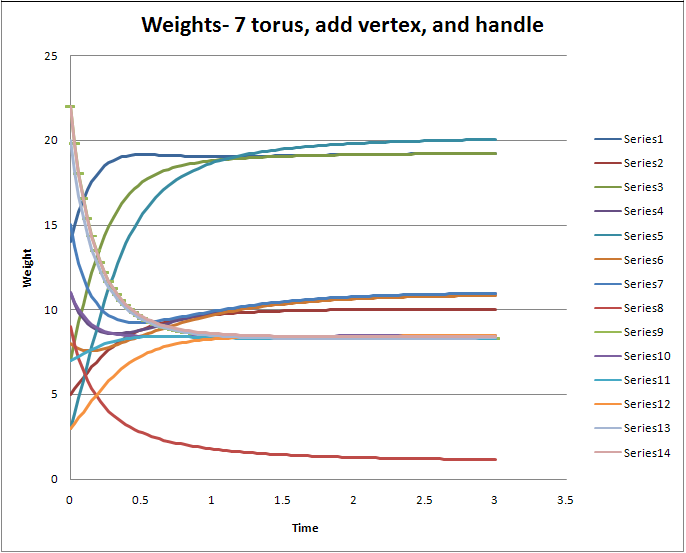 Weights- 7 torus, add vertex, and handle
25
20
15
10
5
0
Weight
0
0.5
1
1.5
2
2.5
3
3.5
Time
Series1
Series2
Series3
Series4
Series5
Series6
Series7
Series8
Series9
Series10
Series11
Series12
Series13
Series14